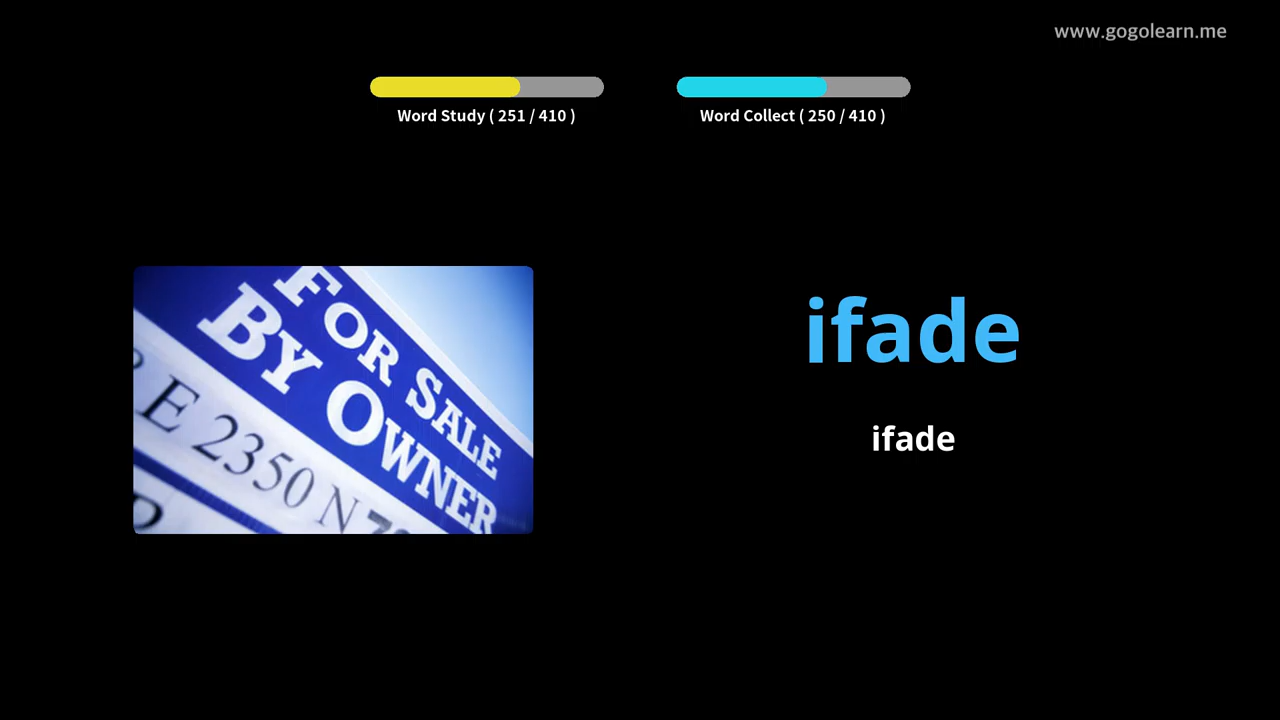 www.gogolearn.me
Word Study ( 251 / 410 )
Word Collect ( 250 / 410 )
FOR SALE
BY OWNER
E 2350 N
ifade
ifade